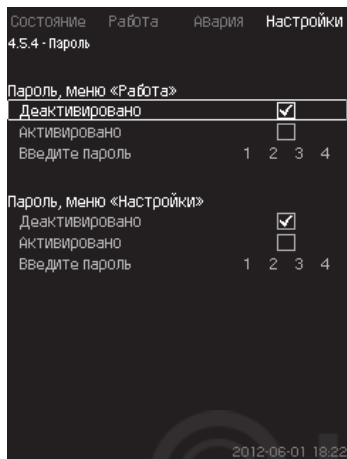 Состояние Работа Авария Настройки
4.5.4 - Пароль
Пароль, меню «Работа»
Деактивировано
Активировано
Введите пароль 1 2 3 4
Пароль, меню «Настройки»
Деактивировано
Активировано
Введите пароль 1 2 3 4
2012-06-01 18:22